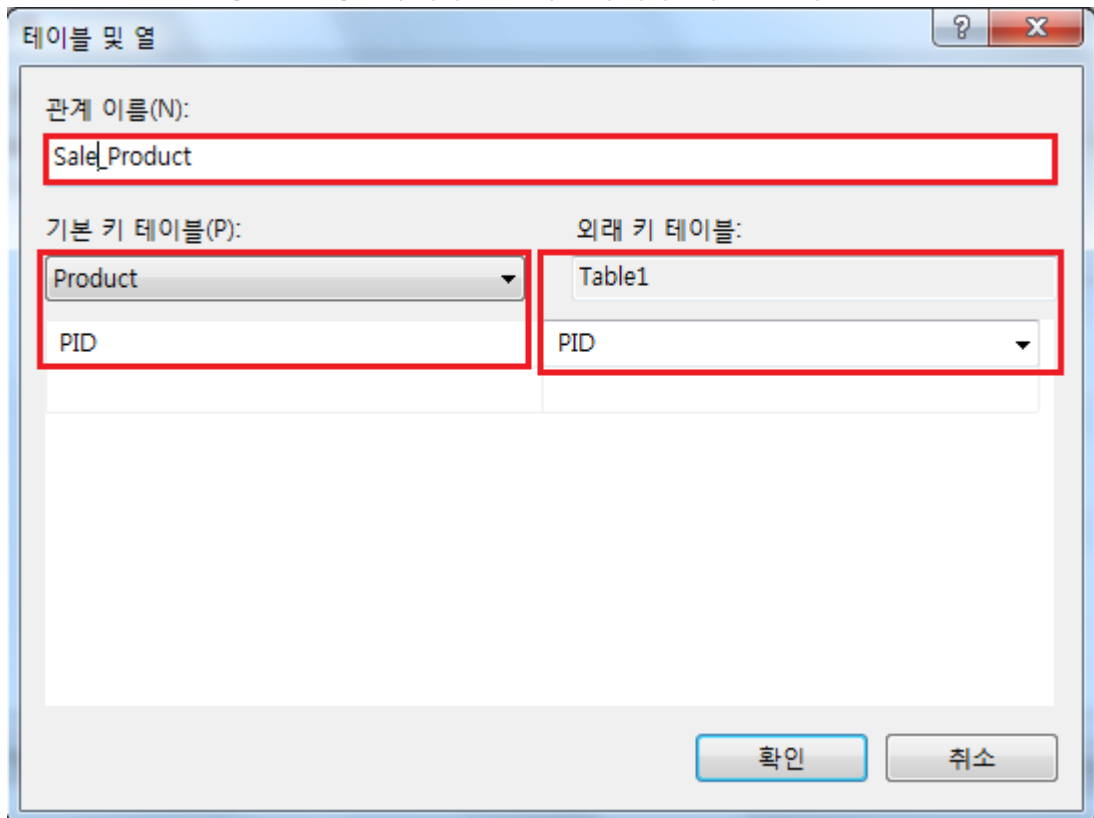 테이블 및 열
관계 이름(N):
Sale_Product
기본 키 테이블(P): 외래 키 테이블:
Product Table1
PID PID
확인 취소